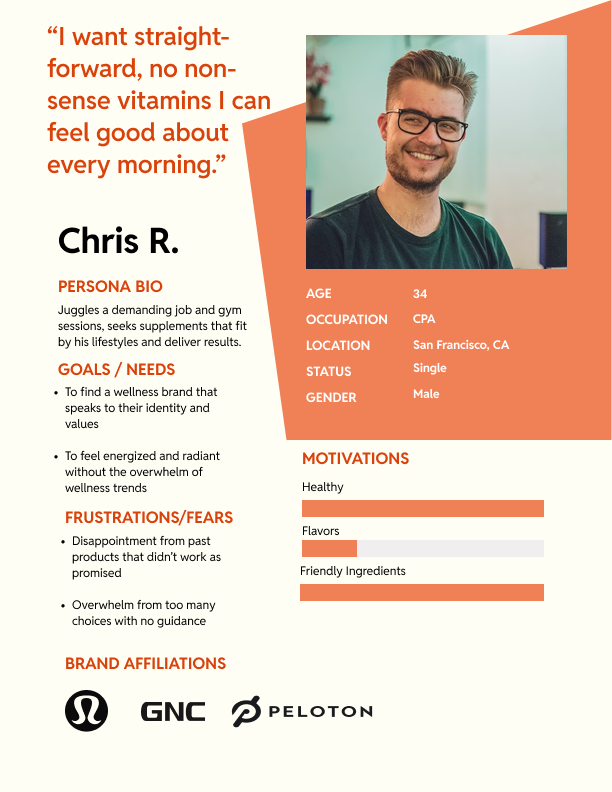 “I want straight-
forward, no non-
sense vitamins I can
feel good about
every morning.”
Chris R.
PERSONA BIO
Juggles a demanding job and gym
sessions, seeks supplements that fit
by his lifestyles and deliver results.
GOALS / NEEDS
• To find a wellness brand that
speaks to their identity and
values
• To feel energized and radiant
without the overwhelm of
wellness trends
FRUSTRATIONS/FEARS
• Disappointment from past
products that didn’t work as
promised
• Overwhelm from too many
choices with no guidance
BRAND AFFILIATIONS
GNC
PELOTON
AGE 34
OCCUPATION CPA
LOCATION San Francisco, CA
STATUS Single
GENDER Male
MOTIVATIONS
Healthy
Flavors
Friendly Ingredients